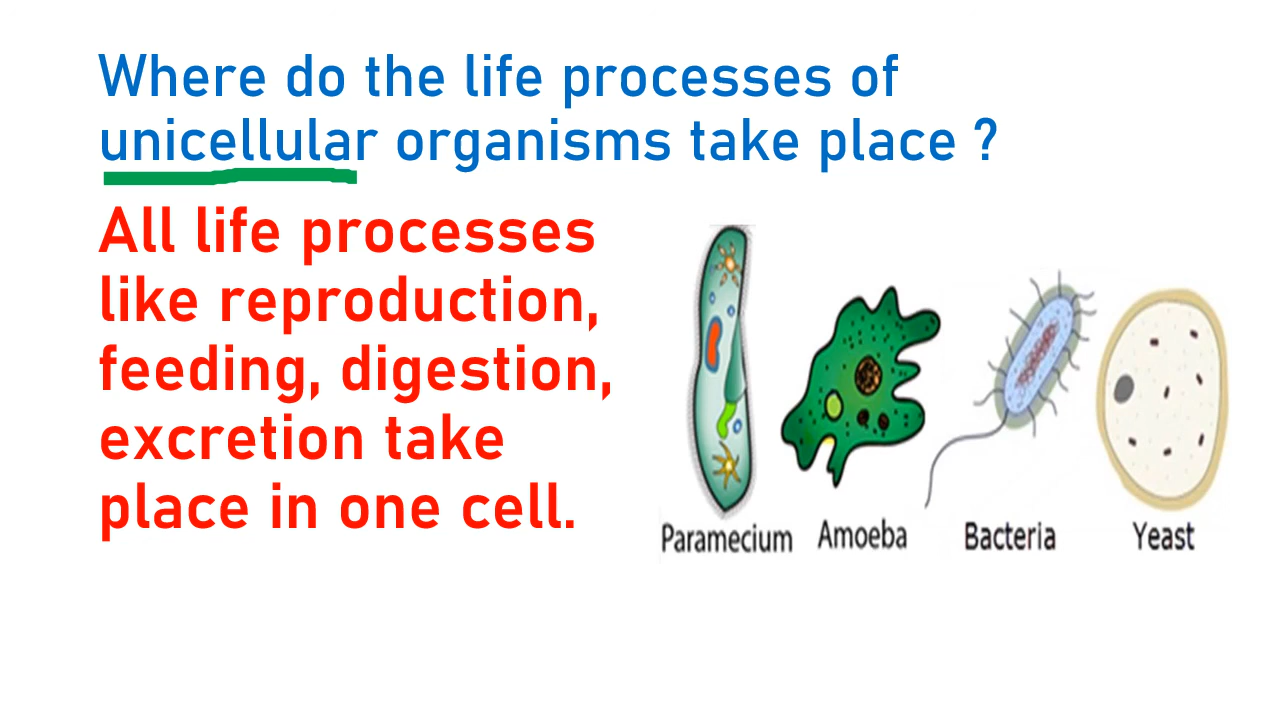 Where do the life processes of
unicellular organisms take place ?
All life processes
like reproduction,
feeding, digestion,
excretion take
place in one cell.
Paramecium Amoeba Bacteria Yeast